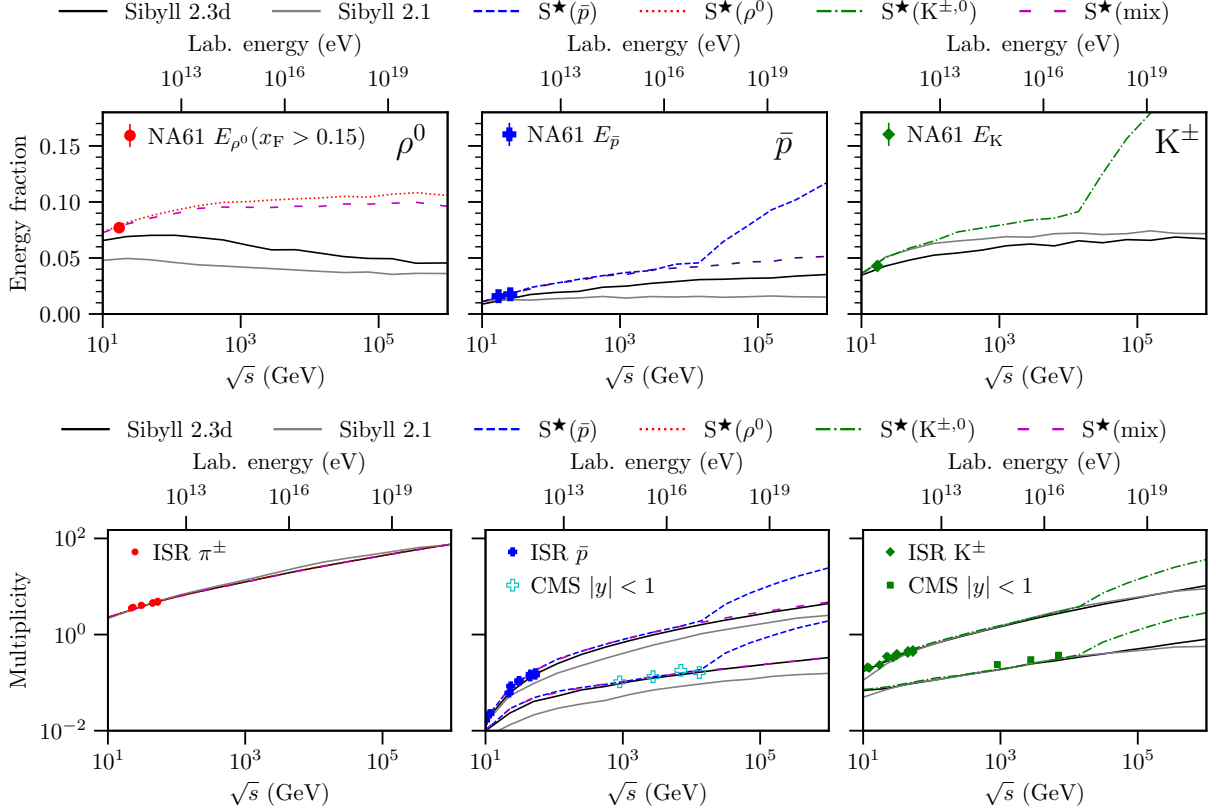 Sibyll 2.3d Sibyll 2.1 S★(p̄) S★(ρ⁰) S★(K±,⁰) S★(mix)
Lab. energy (eV) Lab. energy (eV) Lab. energy (eV)
10¹³ 10¹⁶ 10¹⁹ 10¹³ 10¹⁶ 10¹⁹ 10¹³ 10¹⁶ 10¹⁹
NA61 E_ρ⁰(x_F > 0.15) ρ⁰ NA61 E_p̄ p̄ NA61 E_K K±
Energy fraction
0.15
0.10
0.05
0.00
10¹ 10³ 10⁵ 10¹ 10³ 10⁵ 10¹ 10³ 10⁵
√s (GeV) √s (GeV) √s (GeV)
Sibyll 2.3d Sibyll 2.1 S★(p̄) S★(ρ⁰) S★(K±,⁰) S★(mix)
Lab. energy (eV) Lab. energy (eV) Lab. energy (eV)
10¹³ 10¹⁶ 10¹⁹ 10¹³ 10¹⁶ 10¹⁹ 10¹³ 10¹⁶ 10¹⁹
ISR π± ISR p̄ ISR K±
CMS |y| < 1 CMS |y| < 1
Multiplicity
10²
10⁰
10⁻²
10¹ 10³ 10⁵ 10¹ 10³ 10⁵ 10¹ 10³ 10⁵
√s (GeV) √s (GeV) √s (GeV)